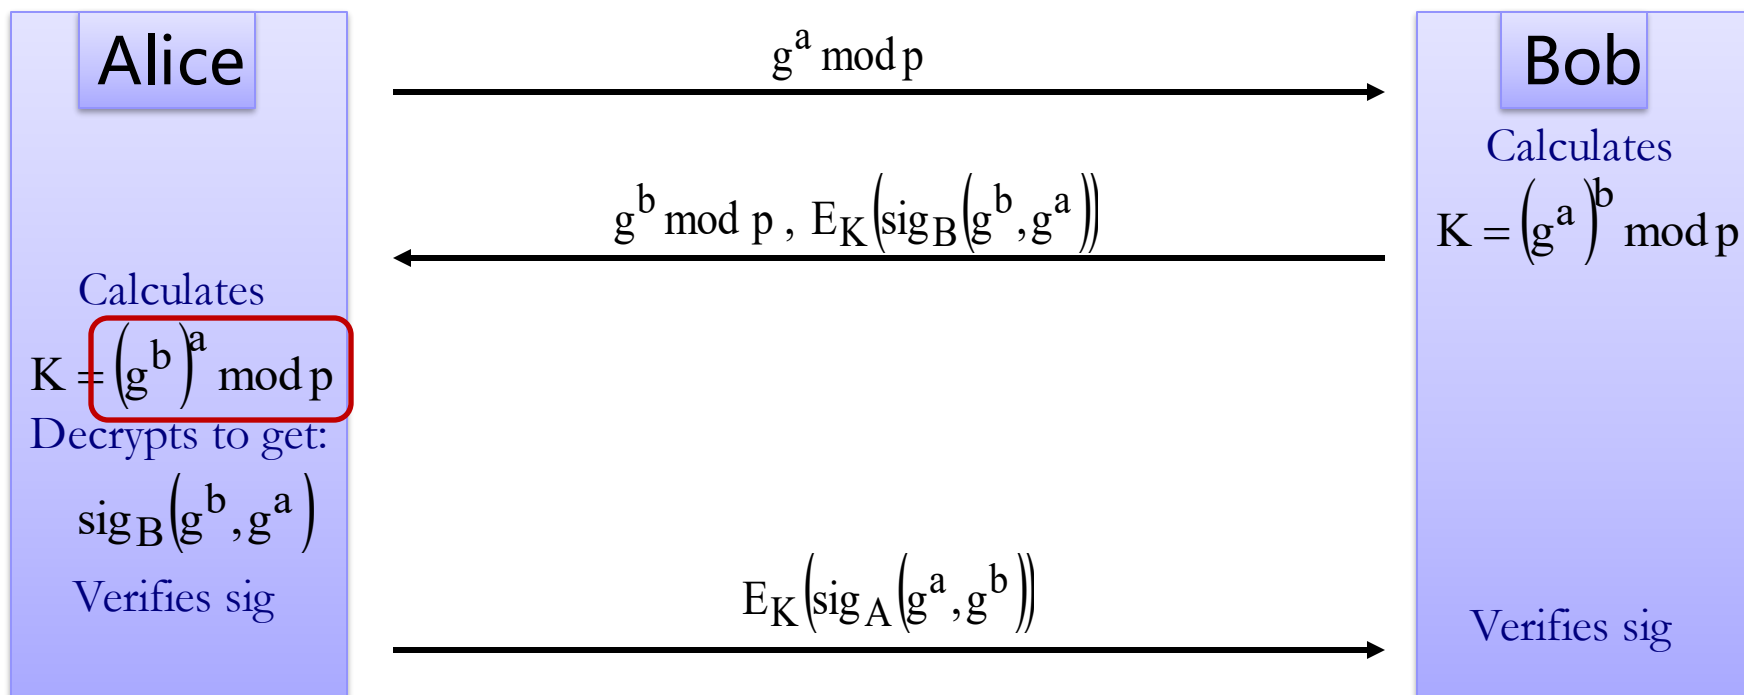 Alice
g^a mod p
Bob
Calculates
K = (g^a)^b mod p
g^b mod p , E_K(sig_B(g^b,g^a))
Calculates
K = (g^b)^a mod p
Decrypts to get:
sig_B(g^b,g^a)
Verifies sig
E_K(sig_A(g^a,g^b))
Verifies sig